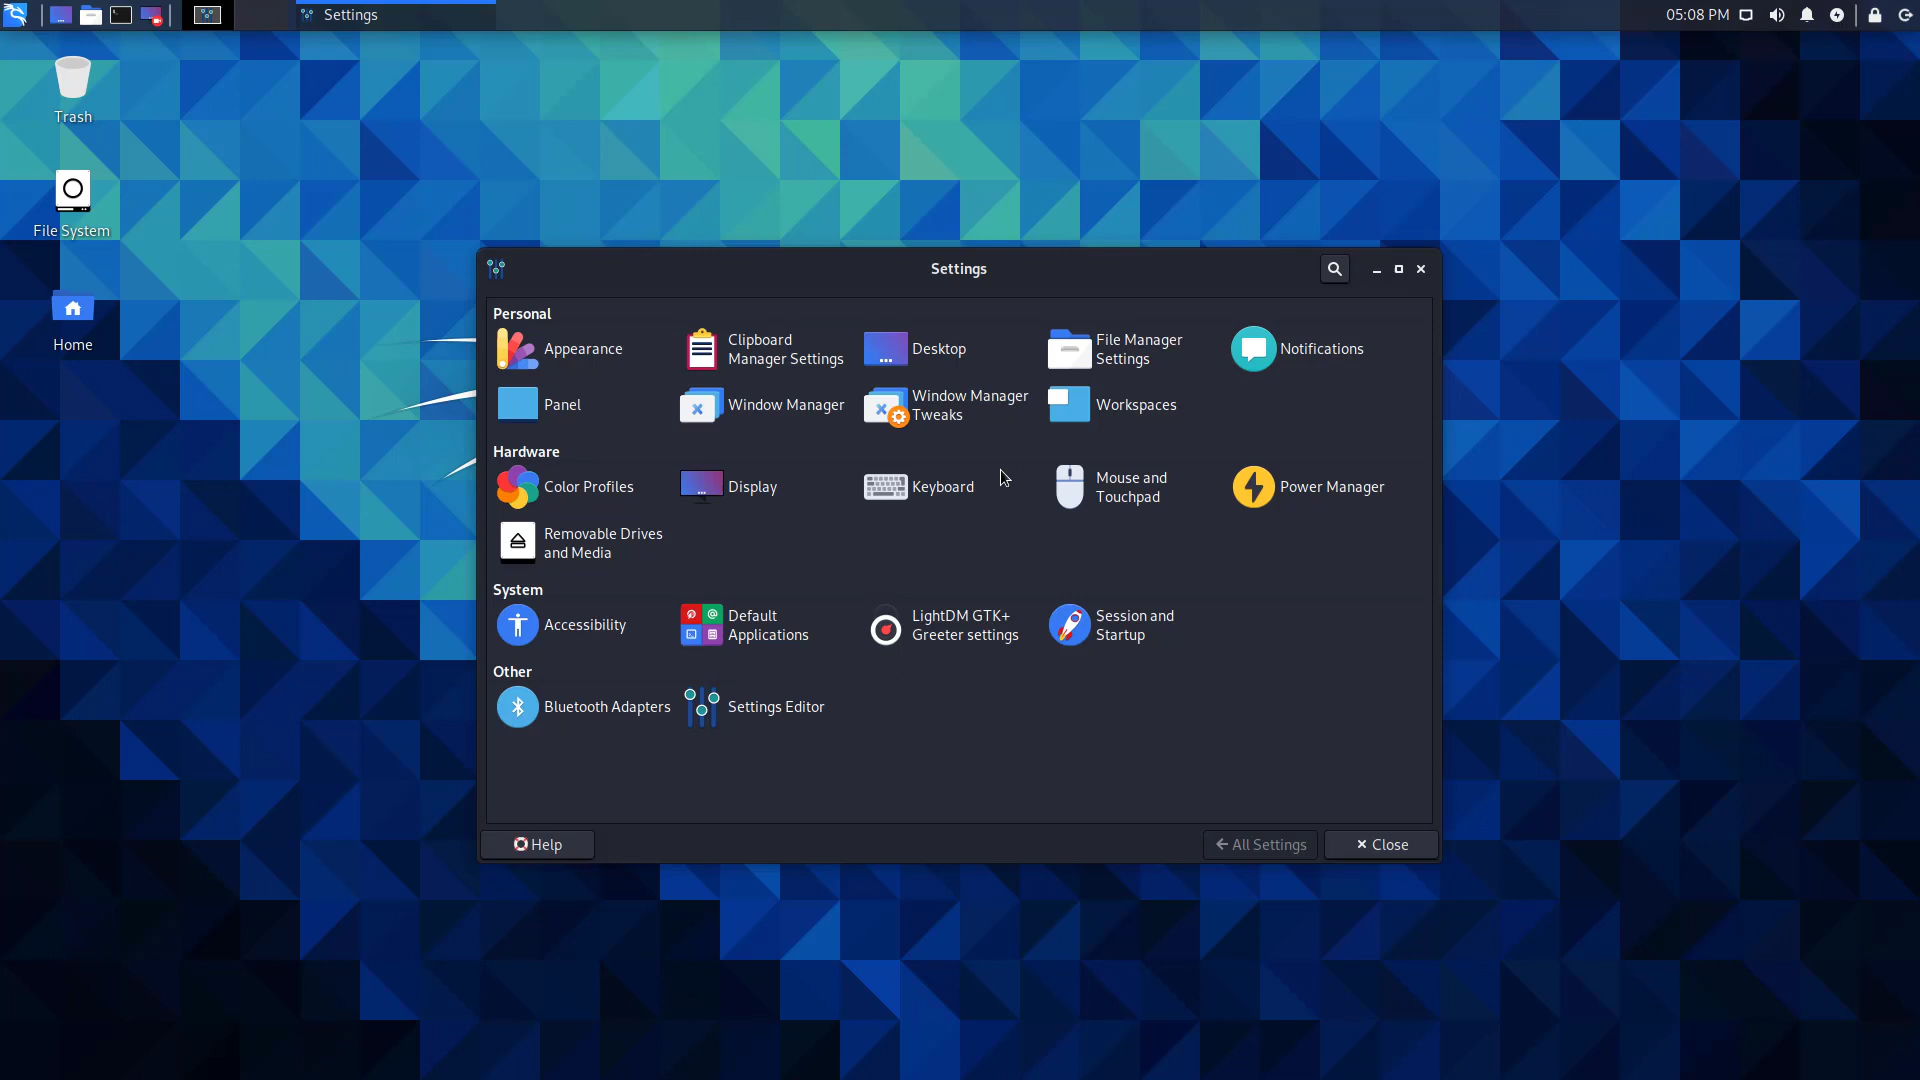 Settings
05:08 PM
Trash
File System
Home
Settings
Personal
Appearance
Clipboard
Manager Settings
Desktop
File Manager
Settings
Notifications
Panel
Window Manager
Window Manager
Tweaks
Workspaces
Hardware
Color Profiles
Display
Keyboard
Mouse and
Touchpad
Power Manager
Removable Drives
and Media
System
Accessibility
Default
Applications
LightDM GTK+
Greeter settings
Session and
Startup
Other
Bluetooth Adapters
Settings Editor
Help
All Settings
Close